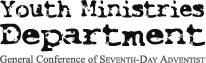 Youth Ministries
Department
General Conference of SEVENTH-DAY ADVENTIST